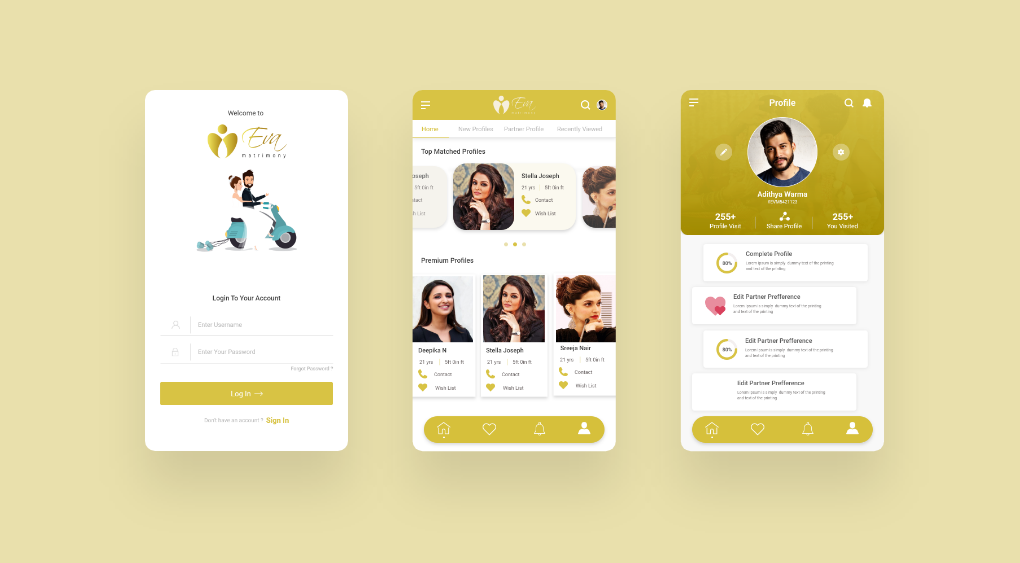 Welcome to
Eva
matrimony
Login To Your Account
Enter Username
Enter Your Password
Forgot Password ?
Log In
Don't have an account ? Sign In
Eva
Home New Profiles Partner Profile Recently Viewed
Top Matched Profiles
oseph
5ft 0in ft
tact
h List
Stella Joseph
21 yrs 5ft 0in ft
Contact
Wish List
Premium Profiles
Deepika N
21 yrs 5ft 0in ft
Contact
Wish List
Stella Joseph
21 yrs 5ft 0in ft
Contact
Wish List
Sreeja Nair
21 yrs 5ft 0in ft
Contact
Wish List
Profile
Adithya Warma
255+
Profile Visit
Share Profile
255+
You Visited
80%
Complete Profile
Lorem Ipsum is simply dummy text of the printing
and text of the printing
Edit Partner Prefference
Lorem Ipsum is simply dummy text of the printing
and text of the printing
80%
Edit Partner Prefference
Lorem Ipsum is simply dummy text of the printing
and text of the printing
Edit Partner Prefference
Lorem Ipsum is simply dummy text of the printing
and text of the printing